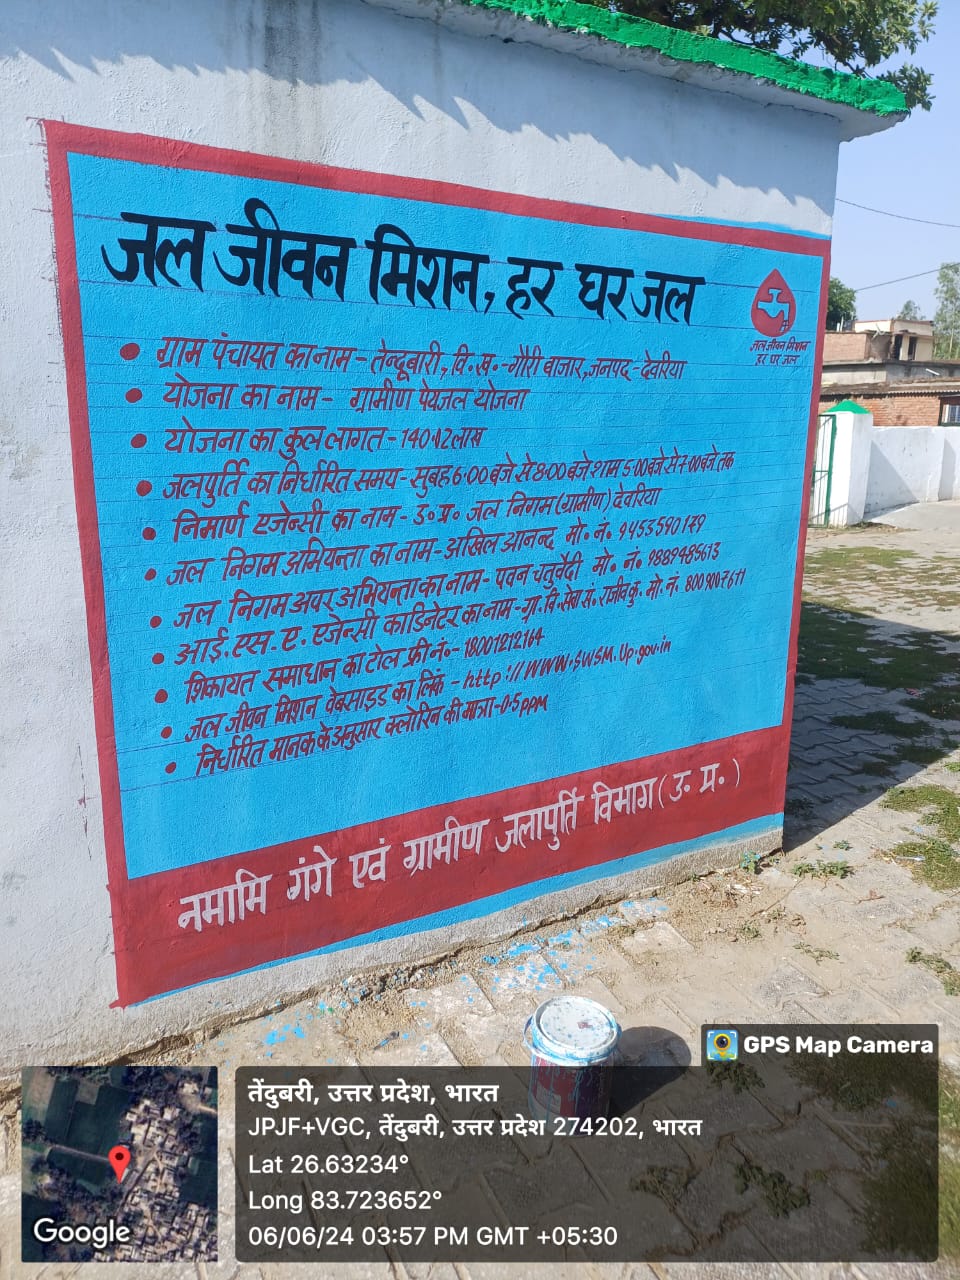 जल जीवन मिशन, हर घर जल
जल जीवन मिशन
हर घर जल
ग्राम पंचायत का नाम - तेन्दूबारी, वि.ख.- गौरी बाजार, जनपद - देवरिया
योजना का नाम - ग्रामीण पेयजल योजना
योजना का कुल लागत - 140.12 लाख
जलपुर्ति का निर्धारित समय - सुबह 6:00 बजे से 8:00 बजे शाम 5:00 बजे से 7:00 बजे तक
निमार्ण एजेन्सी का नाम - उ॰ प्र॰ जल निगम (ग्रामीण) देवरिया
जल निगम अभियन्ता का नाम - अखिल आनन्द मो॰ नं. 9453590179
जल निगम अपर अभियन्ता का नाम - पवन चतुर्वेदी मो॰ नं. 9889485613
आई. एस. ए. एजेन्सी कार्डिनेटर का नाम - ग्रा. वि. सेवा सं. राजीव कु. मो. नं. 8009007611
शिकायत समाधान का टोल फ्री नं॰ - 18001212164
जल जीवन मिशन वेबसाइड का लिंक - http://www.swsm.up.gov.in
निर्धारित मानक के अनुसार क्लोरिन की मात्रा - 0.5 ppm
नमामि गंगे एवं ग्रामीण जलापुर्ति विभाग (उ॰ प्र॰)
GPS Map Camera
तेंदुबरी, उत्तर प्रदेश, भारत
JPJF+VGC, तेंदुबरी, उत्तर प्रदेश 274202, भारत
Lat 26.63234°
Long 83.723652°
06/06/24 03:57 PM GMT +05:30
Google